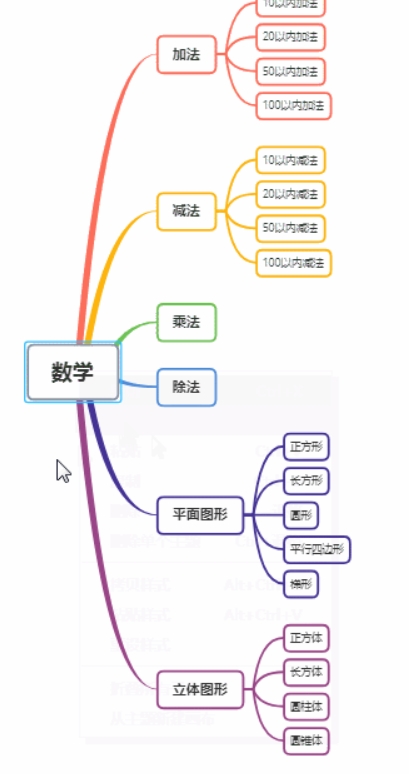 数学
加法
10以内加法
20以内加法
50以内加法
100以内加法
减法
10以内减法
20以内减法
50以内减法
100以内减法
乘法
除法
平面图形
正方形
长方形
圆形
平行四边形
梯形
立体图形
正方体
长方体
圆柱体
圆锥体